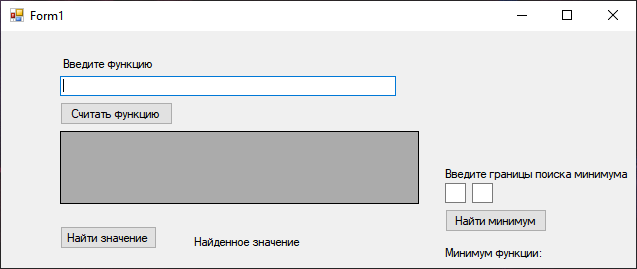 Form1
Введите функцию
Считать функцию
Введите границы поиска минимума
Найти минимум
Найти значение
Найденное значение
Минимум функции: